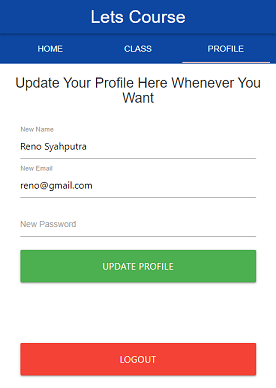 Lets Course
HOME CLASS PROFILE
Update Your Profile Here Whenever You
Want
New Name
Reno Syahputra
New Email
reno@gmail.com
New Password
UPDATE PROFILE
LOGOUT